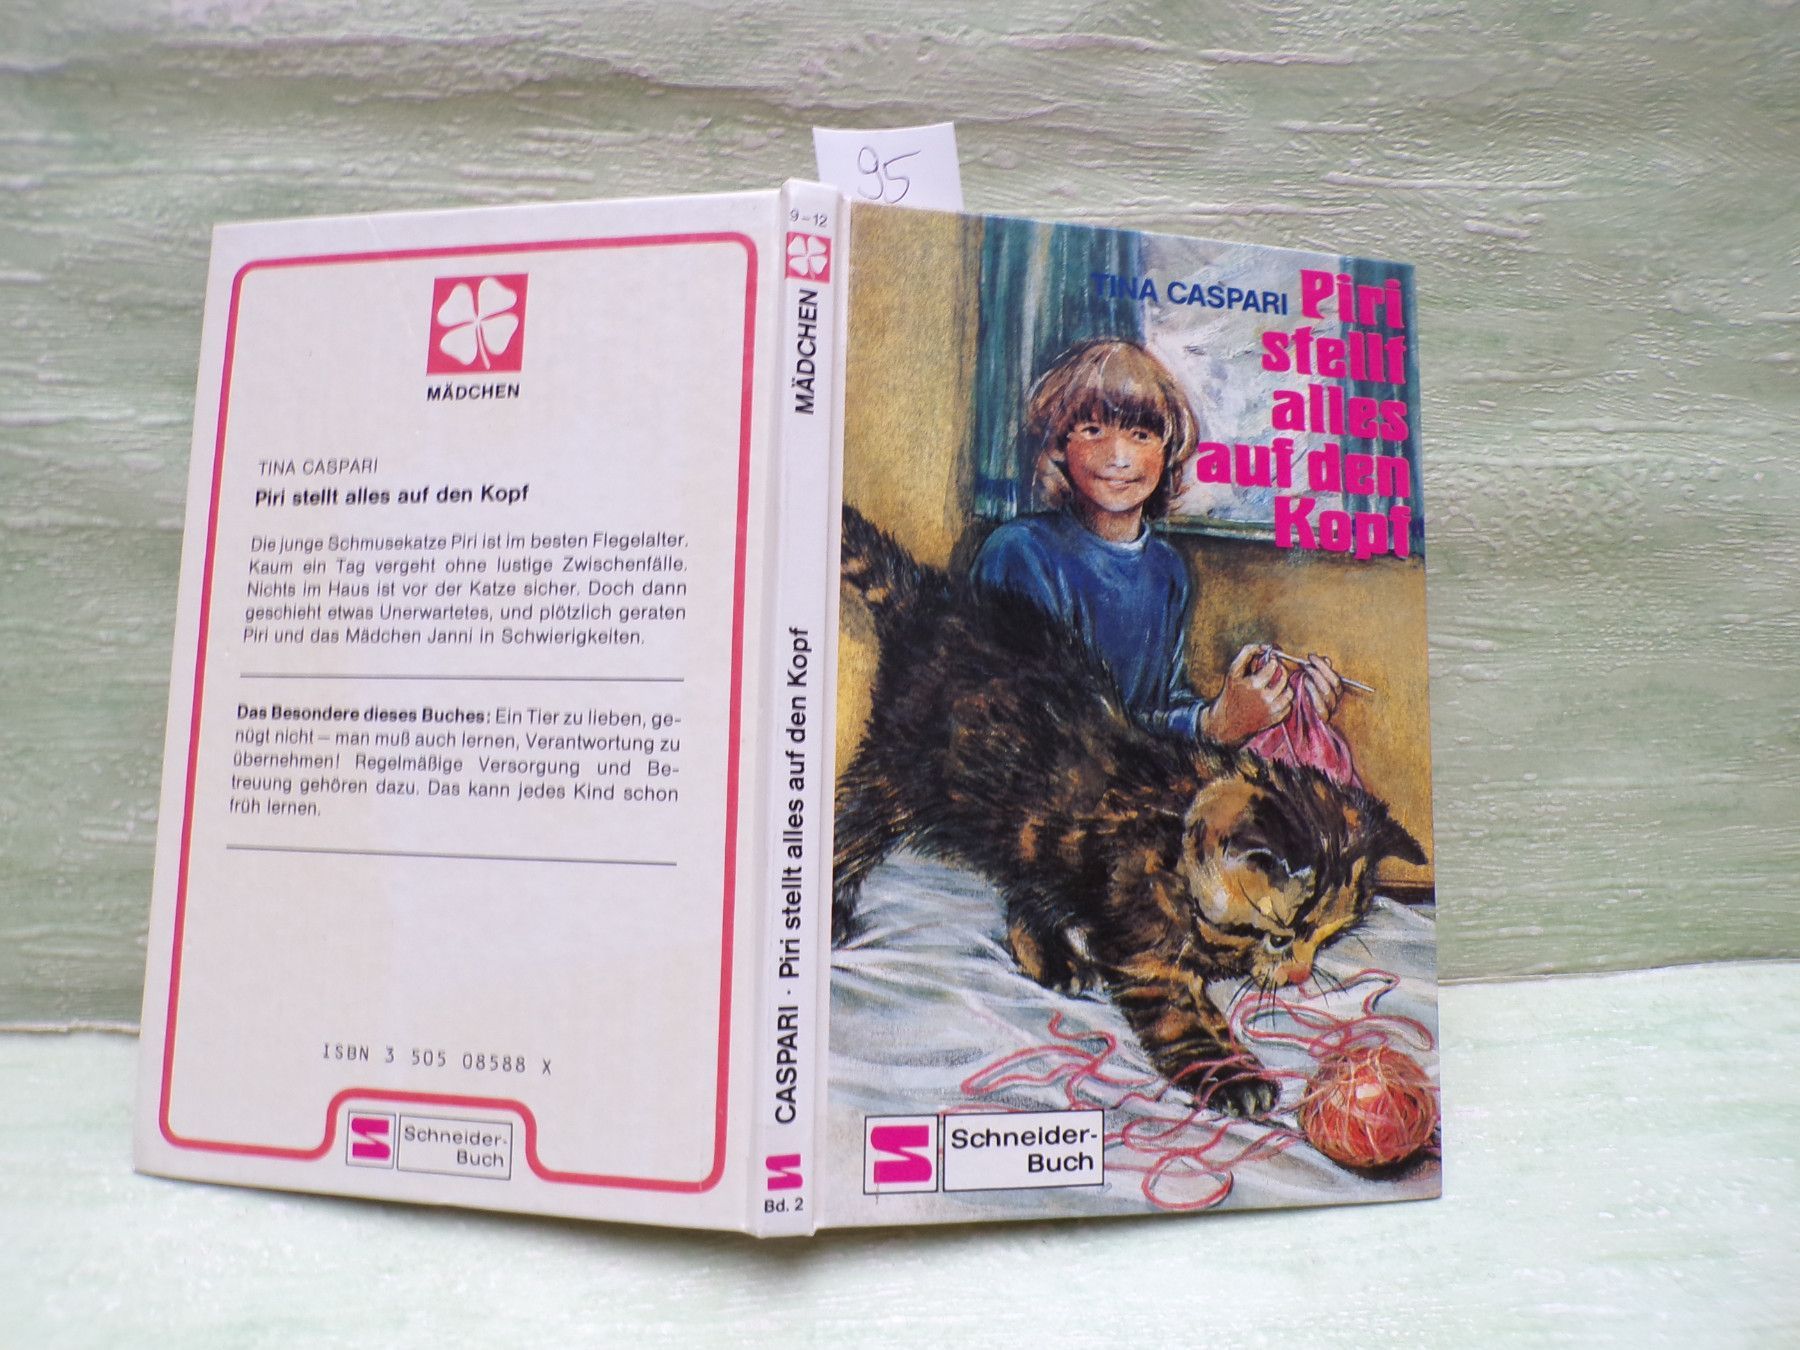 95
MÄDCHEN
TINA CASPARI
Piri stellt alles auf den Kopf
Die junge Schmusekatze Piri ist im besten Flegelalter.
Kaum ein Tag vergeht ohne lustige Zwischenfälle.
Nichts im Haus ist vor der Katze sicher. Doch dann
geschieht etwas Unerwartetes, und plötzlich geraten
Piri und das Mädchen Janni in Schwierigkeiten.
Das Besondere dieses Buches: Ein Tier zu lieben, ge-
nügt nicht – man muß auch lernen, Verantwortung zu
übernehmen! Regelmäßige Versorgung und Be-
treuung gehören dazu. Das kann jedes Kind schon
früh lernen.
ISBN 3 505 08588 X
Schneider-
Buch
9–12
MÄDCHEN
CASPARI · Piri stellt alles auf den Kopf
Bd. 2
TINA CASPARI
Piri
stellt
alles
auf den
Kopf
Schneider-
Buch